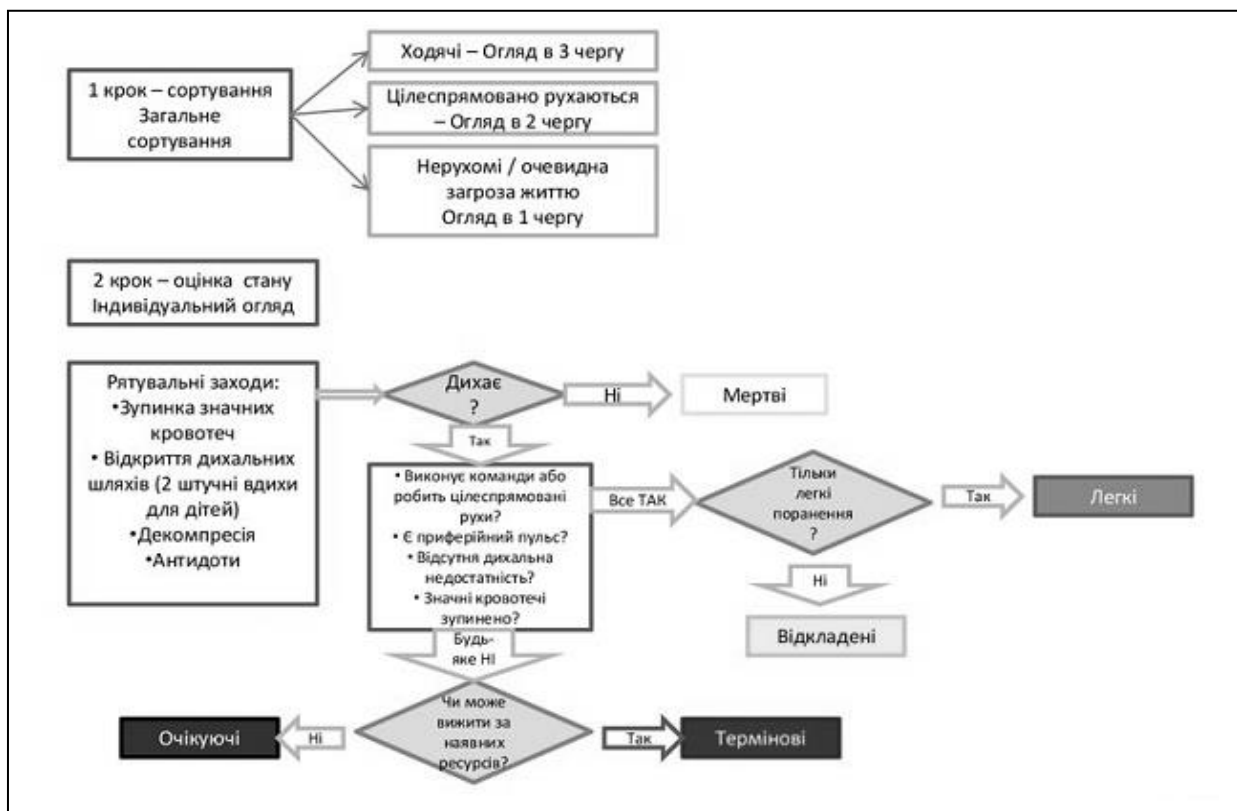 1 крок – сортування
Загальне
сортування
Ходячі – Огляд в 3 чергу
Цілеспрямовано рухаються
– Огляд в 2 чергу
Нерухомі / очевидна
загроза життю
Огляд в 1 чергу
2 крок – оцінка стану
Індивідуальний огляд
Рятувальні заходи:
•Зупинка значних
кровотеч
• Відкриття дихальних
шляхів (2 штучні вдихи
для дітей)
•Декомпресія
•Антидоти
Дихає
?
Ні
Мертві
Так
• Виконує команди або
робить цілеспрямовані
рухи?
• Є приферійний пульс?
• Відсутня дихальна
недостатність?
• Значні кровотечі
зупинено?
Все ТАК
Тільки
легкі
поранення
?
Так
Легкі
Ні
Відкладені
Будь-
яке НІ
Чи може
вижити за
наявних
ресурсів?
Ні
Очікуючі
Так
Термінові